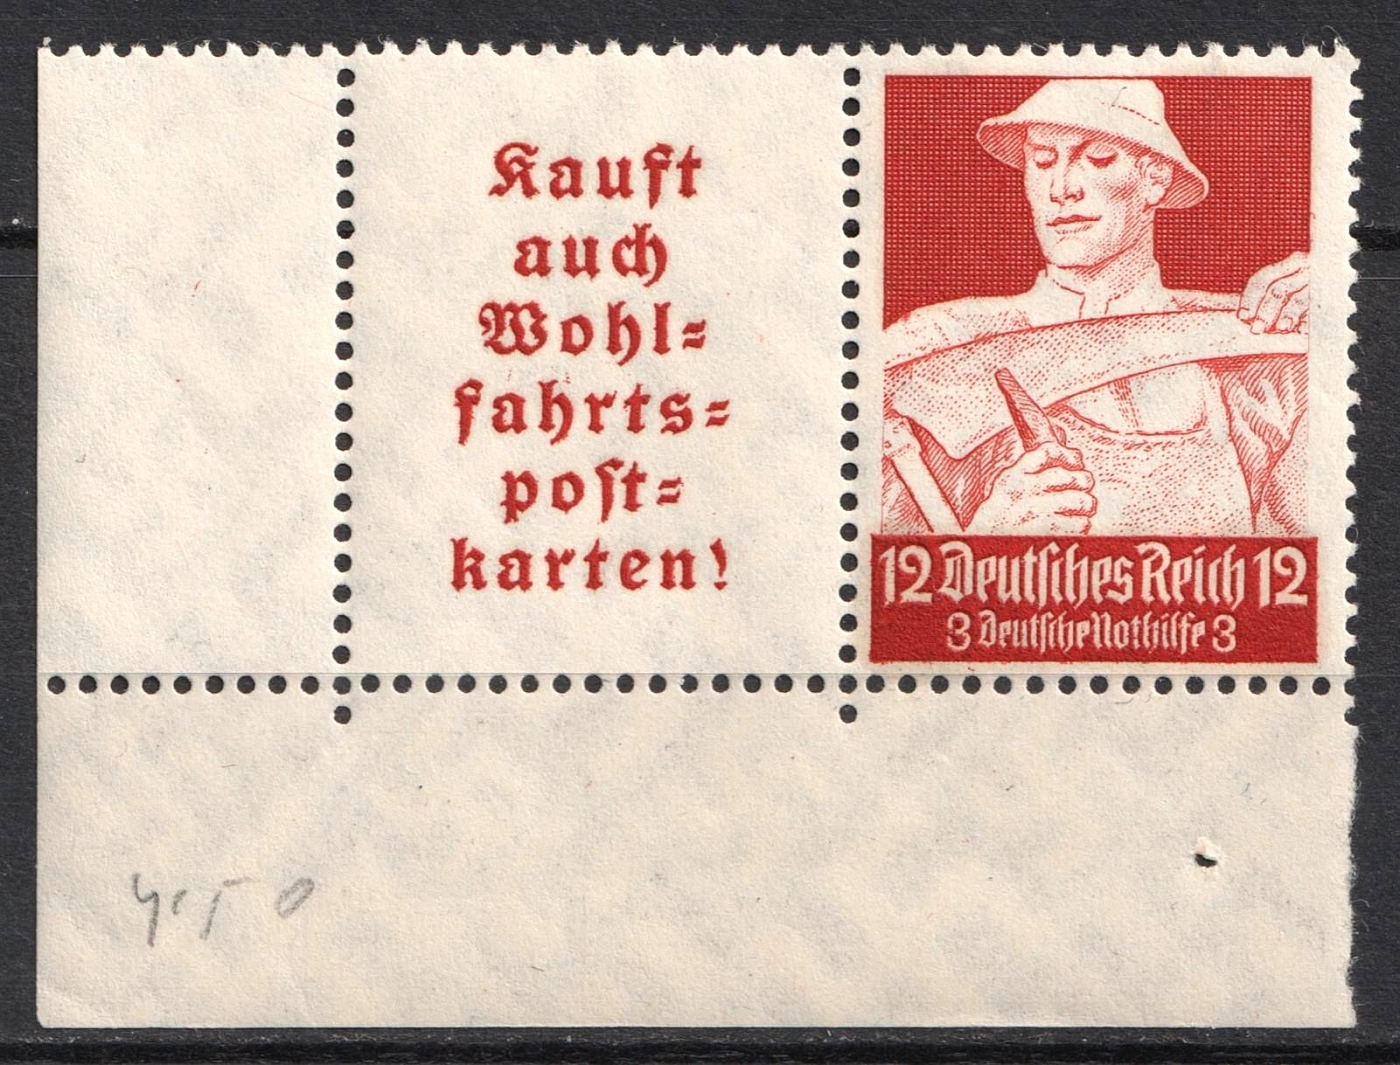 Kauft
auch
Wohl=
fahrts=
poſt=
karten!
12 Deutſches Reich 12
3 Deutſche Nothilfe 3